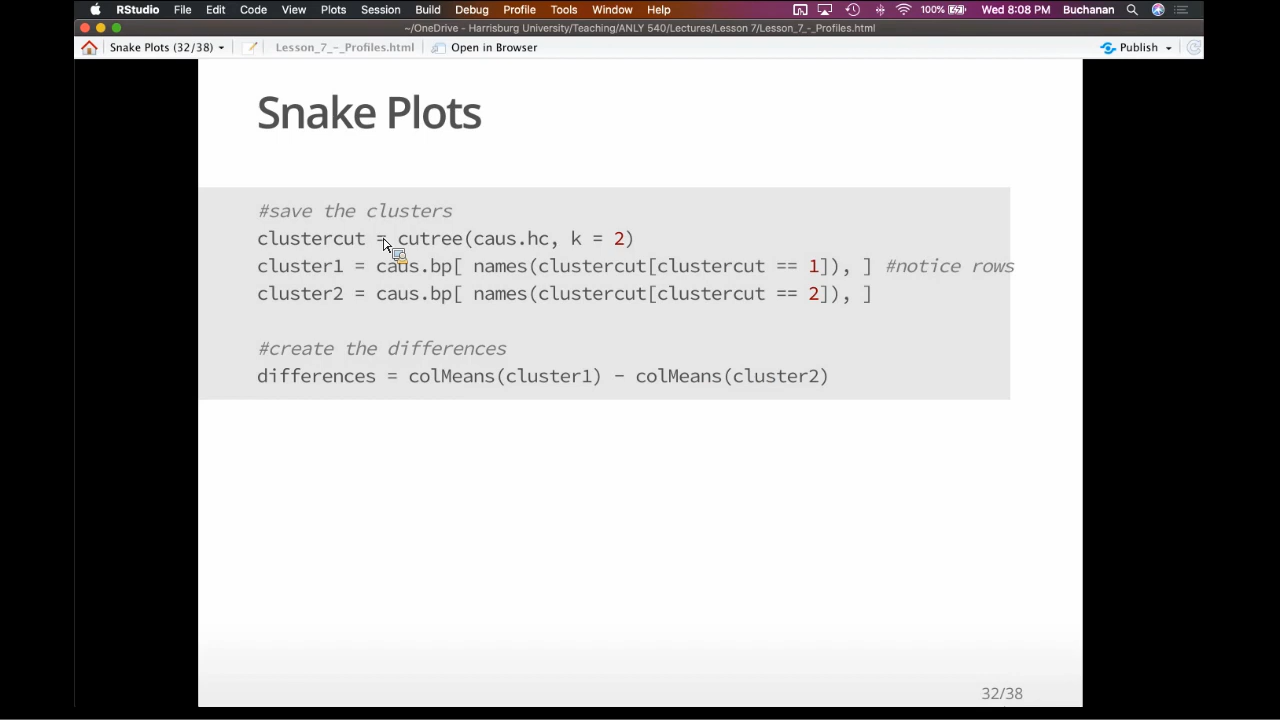 RStudio File Edit Code View Plots Session Build Debug Profile Tools Window Help 100% Wed 8:08 PM Buchanan
~/OneDrive - Harrisburg University/Teaching/ANLY 540/Lectures/Lesson 7/Lesson_7_-_Profiles.html
Snake Plots (32/38) Lesson_7_-_Profiles.html Open in Browser Publish
Snake Plots
#save the clusters
clustercut = cutree(caus.hc, k = 2)
cluster1 = caus.bp[ names(clustercut[clustercut == 1]), ] #notice rows
cluster2 = caus.bp[ names(clustercut[clustercut == 2]), ]
#create the differences
differences = colMeans(cluster1) - colMeans(cluster2)
32/38